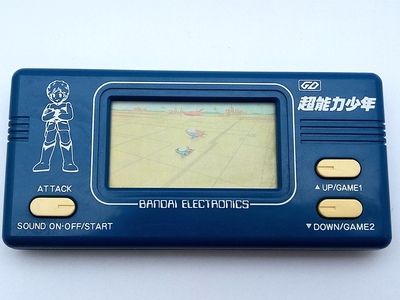 GD
超能力少年
ATTACK
SOUND ON·OFF/START
BANDAI ELECTRONICS
▲UP/GAME1
▼DOWN/GAME2